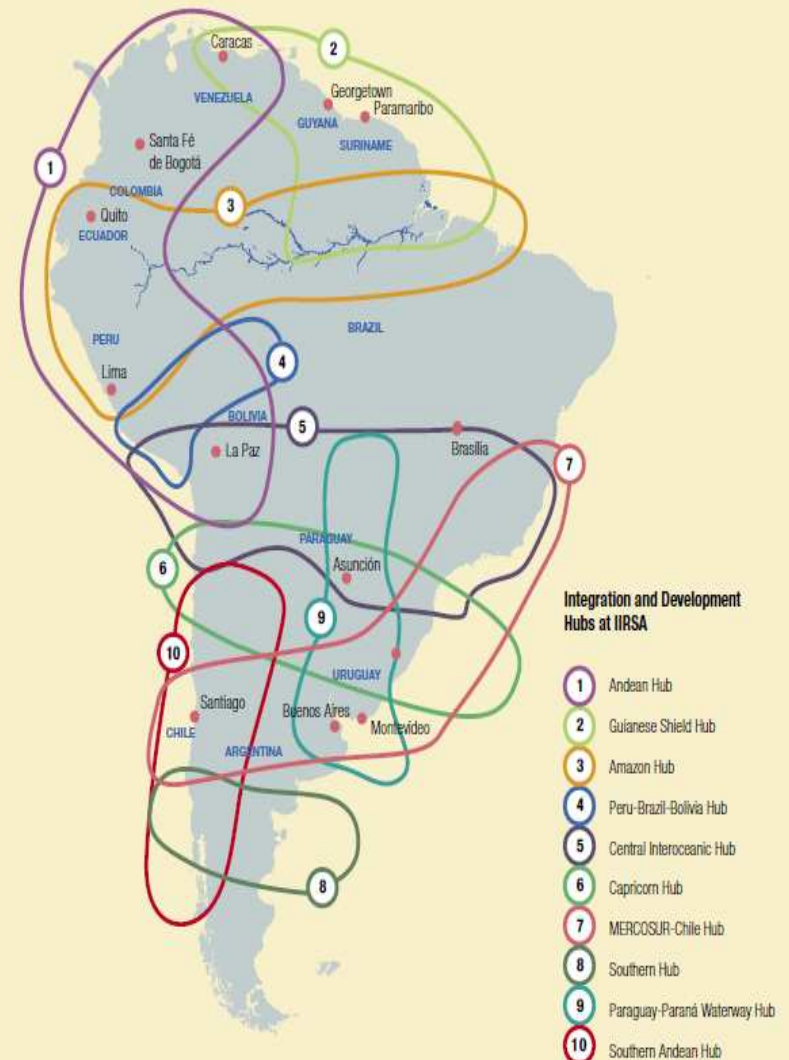 Caracas
2
VENEZUELA
Georgetown
Paramaribo
GUYANA
SURINAME
Santa Fé
de Bogotá
1
COLOMBIA
3
Quito
ECUADOR
BRAZIL
PERU
4
Lima
BOLIVIA
5
Brasília
La Paz
7
PARAGUAY
6
Asunción
9
10
URUGUAY
Santiago
Buenos Aires
Montevideo
CHILE
ARGENTINA
8
Integration and Development
Hubs at IIRSA
1 Andean Hub
2 Guianese Shield Hub
3 Amazon Hub
4 Peru-Brazil-Bolivia Hub
5 Central Interoceanic Hub
6 Capricorn Hub
7 MERCOSUR-Chile Hub
8 Southern Hub
9 Paraguay-Paraná Waterway Hub
10 Southern Andean Hub